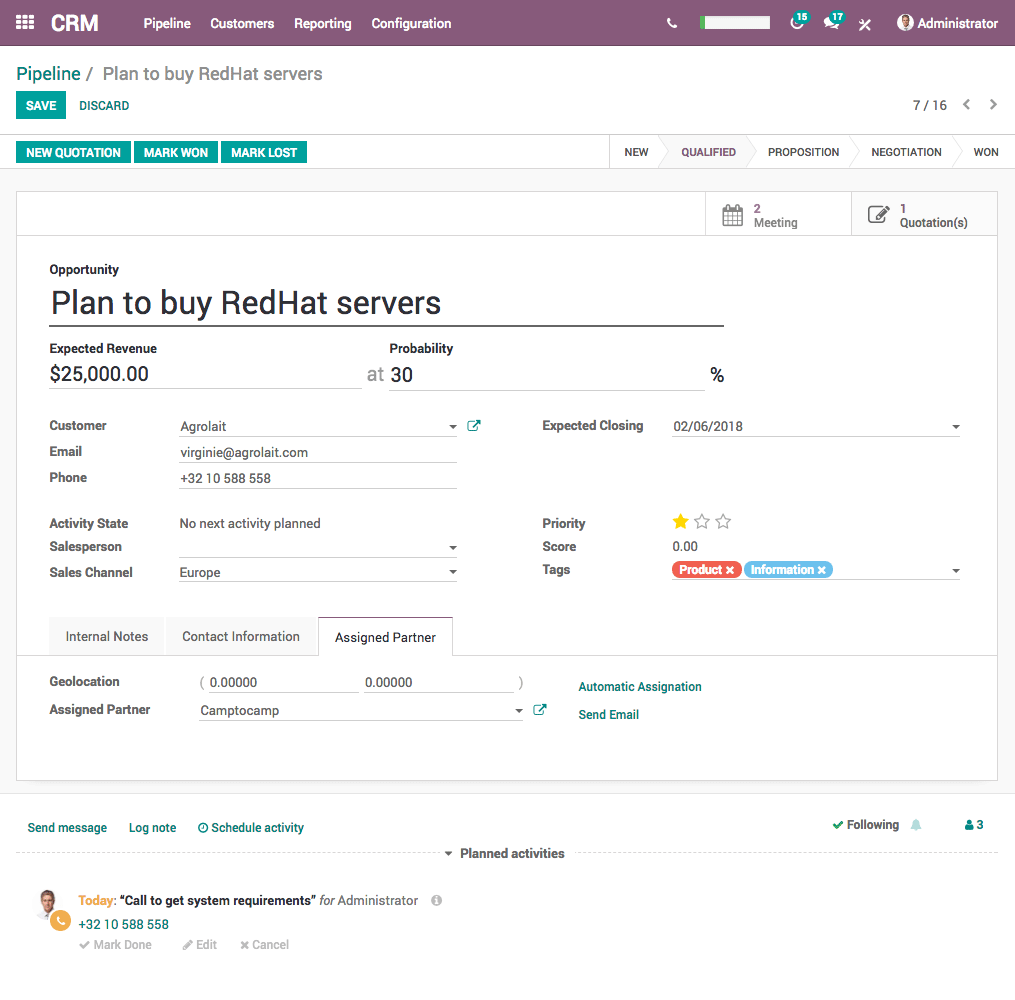 CRM Pipeline Customers Reporting Configuration 15 17 Administrator
Pipeline / Plan to buy RedHat servers
SAVE DISCARD 7 / 16
NEW QUOTATION MARK WON MARK LOST NEW QUALIFIED PROPOSITION NEGOTIATION WON
2 1
Meeting Quotation(s)
Opportunity
Plan to buy RedHat servers
Expected Revenue Probability
$25,000.00 at 30 %
Customer Agrolait Expected Closing 02/06/2018
Email virginie@agrolait.com
Phone +32 10 588 558
Activity State No next activity planned Priority
Salesperson Score 0.00
Sales Channel Europe Tags Product Information
Internal Notes Contact Information Assigned Partner
Geolocation ( 0.00000 0.00000 ) Automatic Assignation
Assigned Partner Camptocamp Send Email
Send message Log note Schedule activity Following 3
Planned activities
Today: “Call to get system requirements” for Administrator
+32 10 588 558
Mark Done Edit Cancel